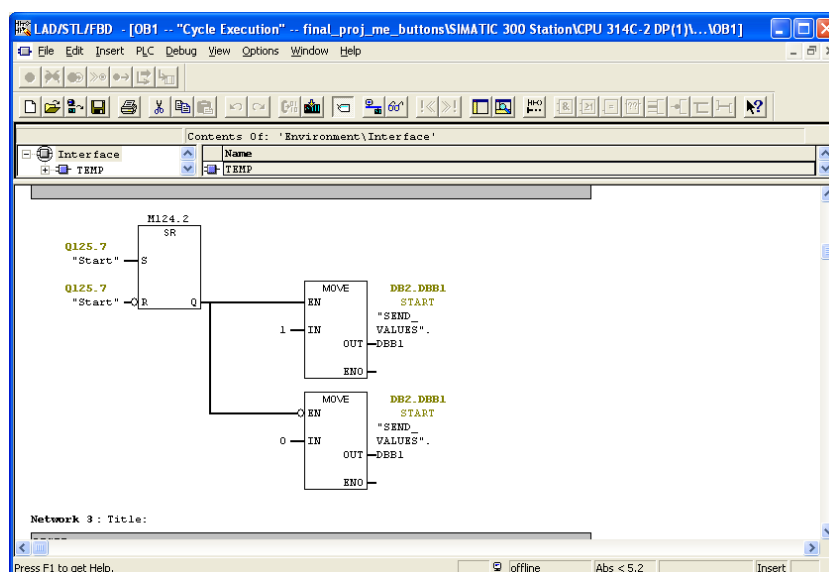 LAD/STL/FBD - [OB1 -- "Cycle Execution" -- final_proj_me_buttons\SIMATIC 300 Station\CPU 314C-2 DP(1)\...\OB1]
File Edit Insert PLC Debug View Options Window Help
Contents Of: 'Environment\Interface'
Interface
TEMP
Name
TEMP
M124.2
SR
Q125.7
"Start"
S
Q125.7
"Start"
R Q
MOVE
EN
1 IN
OUT
ENO
DB2.DBB1
START
"SEND_
VALUES".
DBB1
MOVE
EN
0 IN
OUT
ENO
DB2.DBB1
START
"SEND_
VALUES".
DBB1
Network 3 : Title:
Press F1 to get Help.
offline
Abs < 5.2
Insert